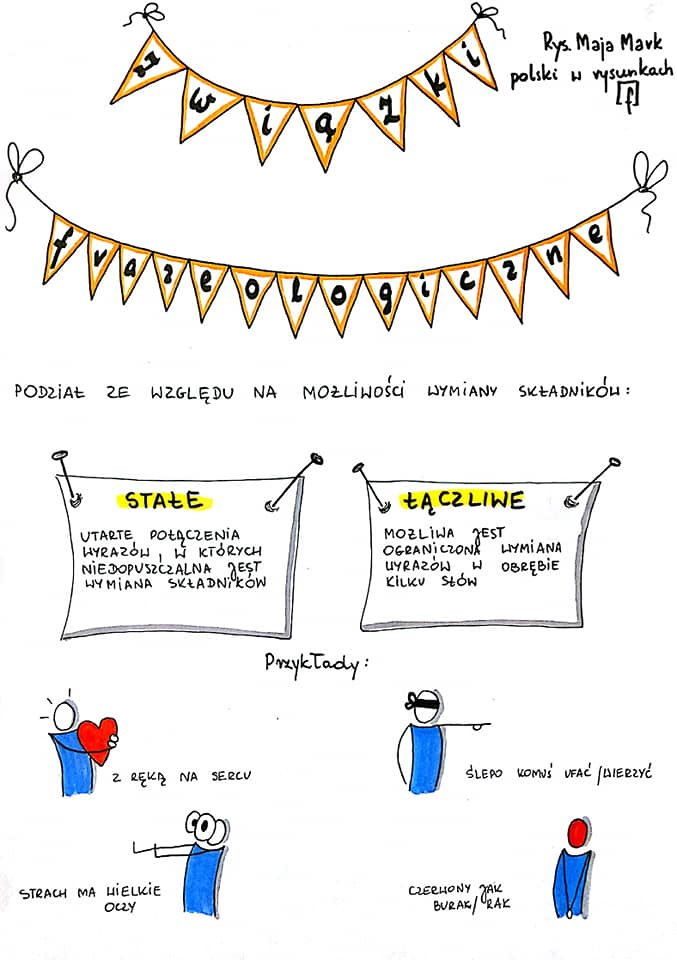 związki
Rys. Maja Mark
polski w rysunkach
[f]
frazeologiczne
PODZIAŁ ZE WZGLĘDU NA MOŻLIWOŚCI WYMIANY SKŁADNIKÓW:
STAŁE
UTARTE POŁĄCZENIA
WYRAZÓW, W KTÓRYCH
NIEDOPUSZCZALNA JEST
WYMIANA SKŁADNIKÓW
ŁĄCZLIWE
MOŻLIWA JEST
OGRANICZONA WYMIANA
WYRAZÓW W OBRĘBIE
KILKU SŁÓW
Przykłady:
Z RĘKĄ NA SERCU
ŚLEPO KOMUŚ UFAĆ/WIERZYĆ
STRACH MA WIELKIE
OCZY
CZERWONY JAK
BURAK/RAK